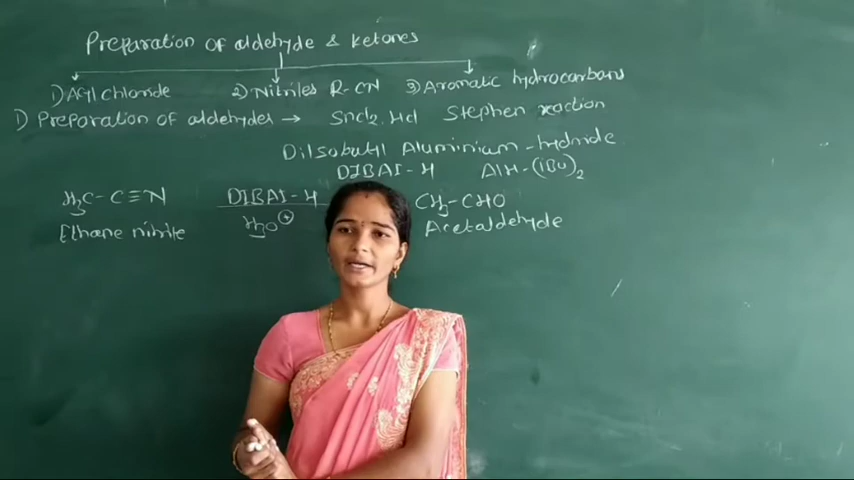 Preparation of aldehyde & ketones
1) Acyl chloride 2) Nitriles R-CN 3) Aromatic hydrocarbons
1) Preparation of aldehydes → Sncl2.Hcl Stephen reaction
Diisobutyl Aluminium-hydride
DIBAl-H AlH-(iBu)2
H3C-C≡N DIBAl-H CH3-CHO
Ethane nitrile H3O⊕ Acetaldehyde